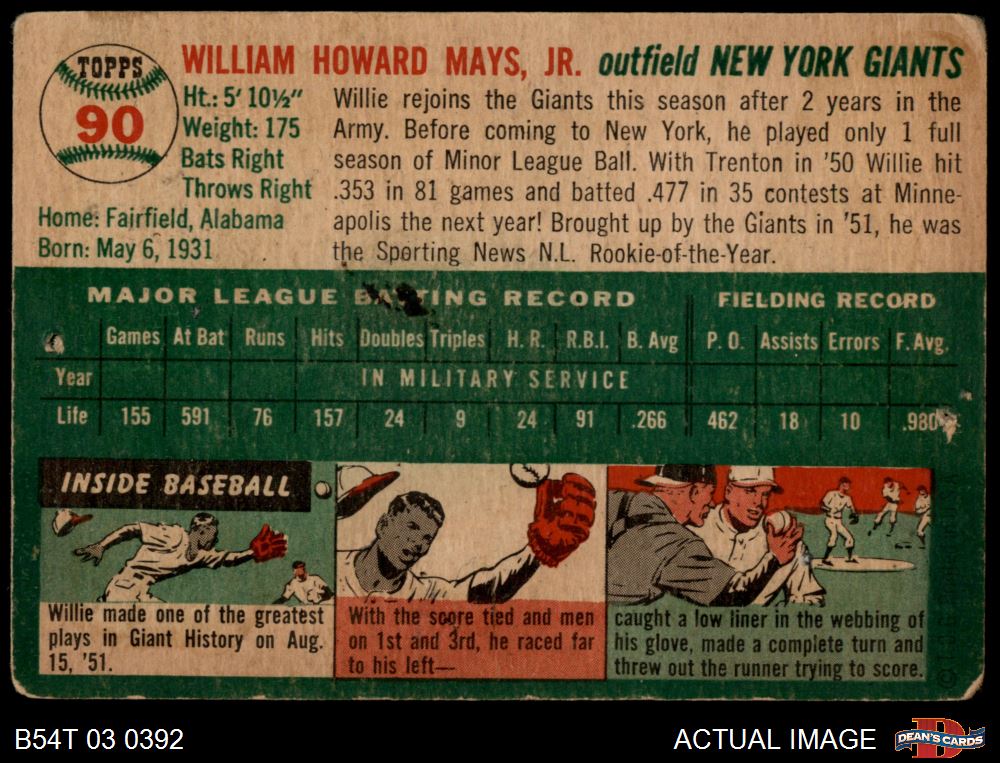 TOPPS
90
WILLIAM HOWARD MAYS, JR. outfield NEW YORK GIANTS
Ht.: 5' 10½"
Weight: 175
Bats Right
Throws Right
Home: Fairfield, Alabama
Born: May 6, 1931
Willie rejoins the Giants this season after 2 years in the
Army. Before coming to New York, he played only 1 full
season of Minor League Ball. With Trenton in '50 Willie hit
.353 in 81 games and batted .477 in 35 contests at Minne-
apolis the next year! Brought up by the Giants in '51, he was
the Sporting News N.L. Rookie-of-the-Year.
MAJOR LEAGUE BATTING RECORD FIELDING RECORD
Games At Bat Runs Hits Doubles Triples H. R. R.B.I. B. Avg P. O. Assists Errors F. Avg.
Year IN MILITARY SERVICE
Life 155 591 76 157 24 9 24 91 .266 462 18 10 .980
INSIDE BASEBALL
Willie made one of the greatest
plays in Giant History on Aug.
15, '51.
With the score tied and men
on 1st and 3rd, he raced far
to his left—
caught a low liner in the webbing of
his glove, made a complete turn and
threw out the runner trying to score.
B54T 03 0392
ACTUAL IMAGE
DEAN'S CARDS